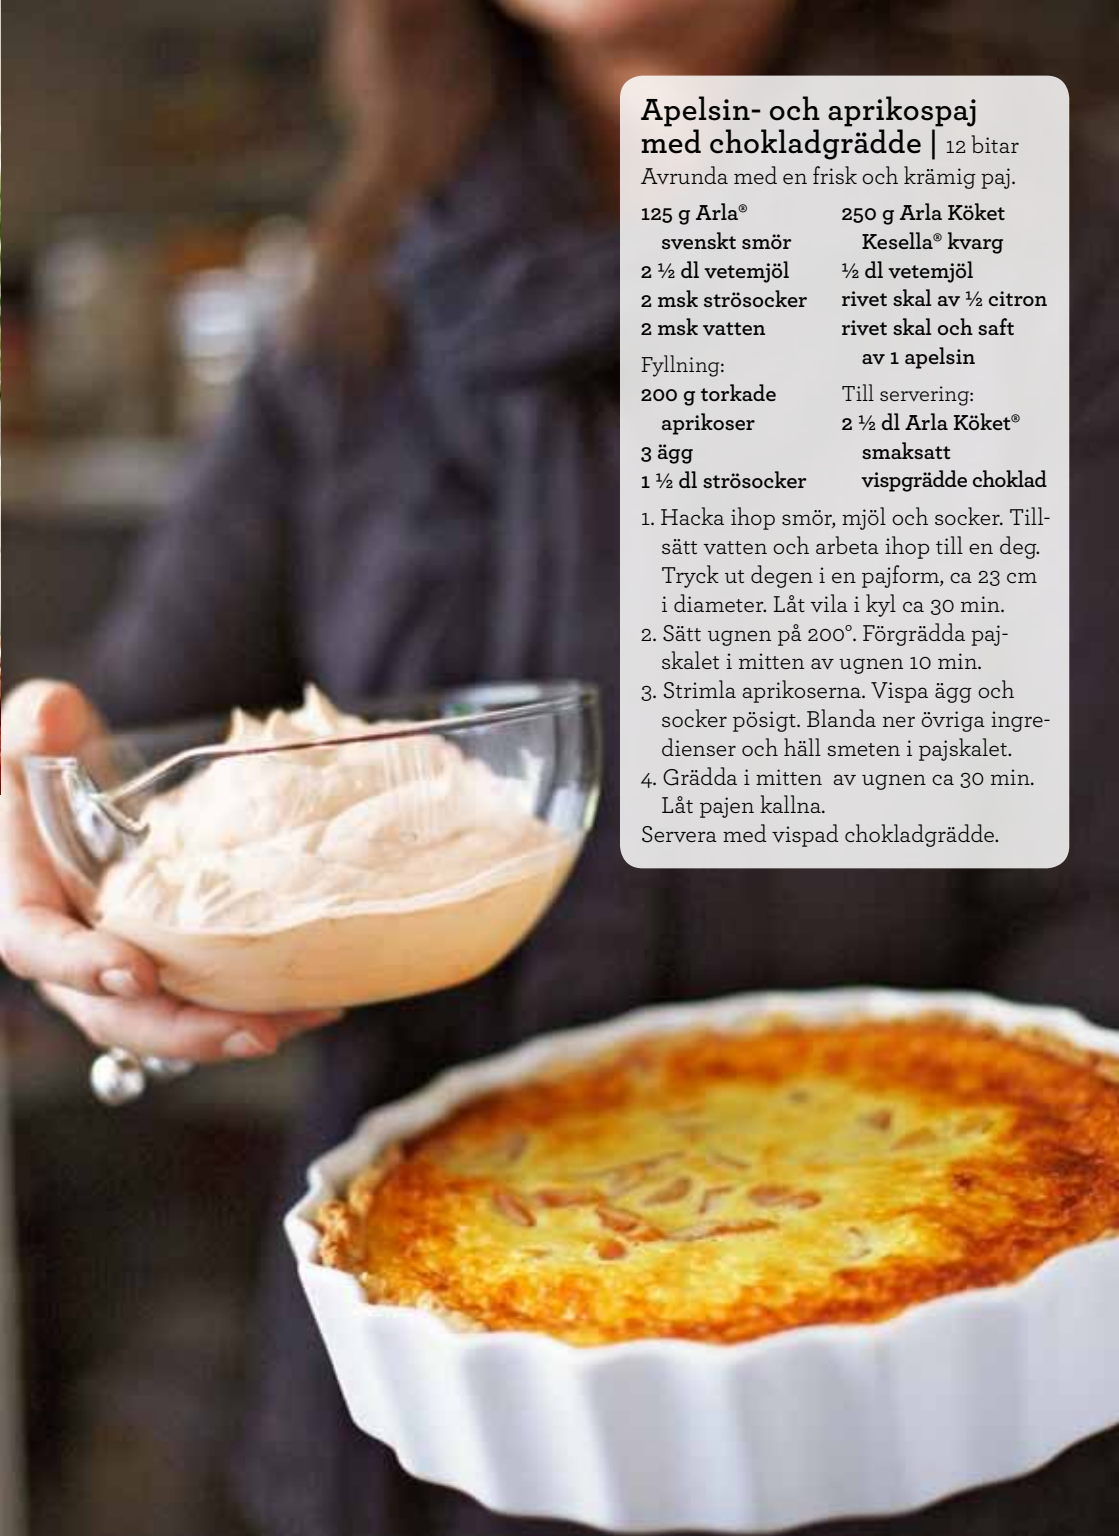 Apelsin- och aprikospaj
med chokladgrädde | 12 bitar
Avrunda med en frisk och krämig paj.
125 g Arla®
svenskt smör
2 ½ dl vetemjöl
2 msk strösocker
2 msk vatten
Fyllning:
200 g torkade
aprikoser
3 ägg
1 ½ dl strösocker
250 g Arla Köket
Kesella® kvarg
½ dl vetemjöl
rivet skal av ½ citron
rivet skal och saft
av 1 apelsin
Till servering:
2 ½ dl Arla Köket®
smaksatt
vispgrädde choklad
1. Hacka ihop smör, mjöl och socker. Till-
sätt vatten och arbeta ihop till en deg.
Tryck ut degen i en pajform, ca 23 cm
i diameter. Låt vila i kyl ca 30 min.
2. Sätt ugnen på 200°. Förgrädda paj-
skalet i mitten av ugnen 10 min.
3. Strimla aprikoserna. Vispa ägg och
socker pösigt. Blanda ner övriga ingre-
dienser och häll smeten i pajskalet.
4. Grädda i mitten av ugnen ca 30 min.
Låt pajen kallna.
Servera med vispad chokladgrädde.